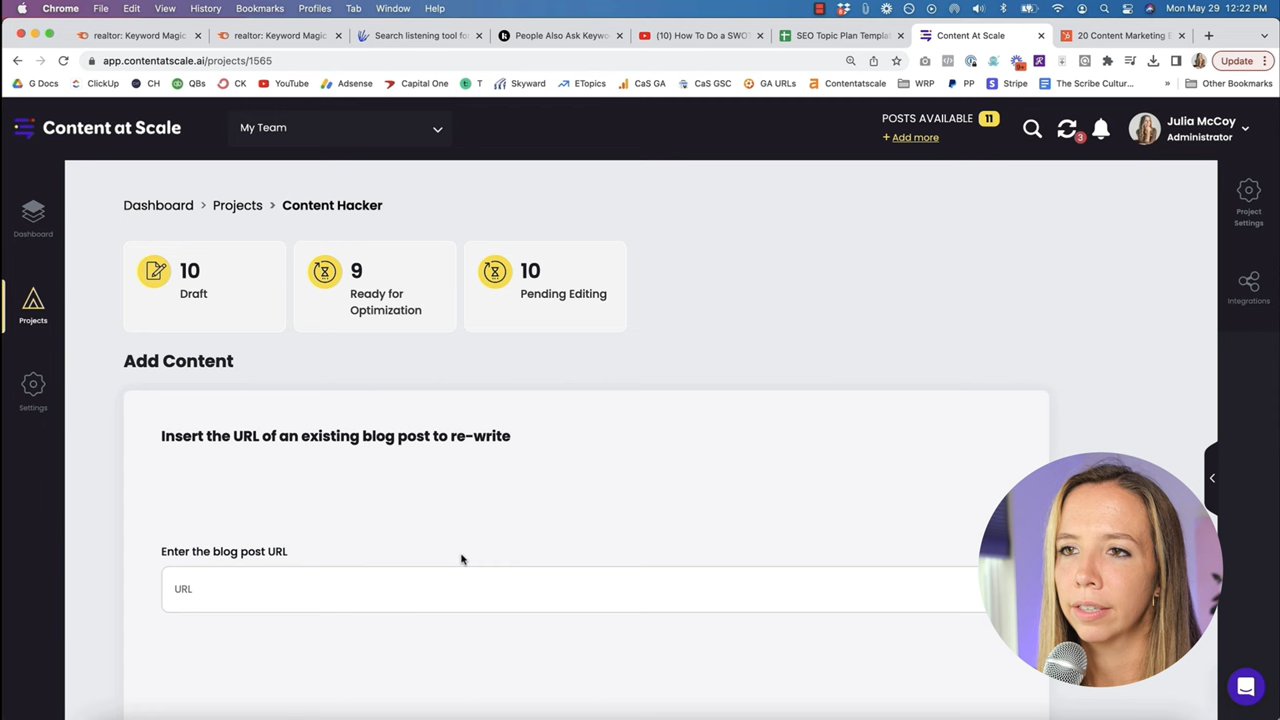 Chrome File Edit View History Bookmarks Profiles Tab Window Help Mon May 29 12:22 PM
realtor: Keyword Magic realtor: Keyword Magic Search listening tool for People Also Ask Keywo (10) How To Do a SWOT SEO Topic Plan Templat Content At Scale 20 Content Marketing E
app.contentatscale.ai/projects/1565 Update
G Docs ClickUp CH QBs CK YouTube Adsense Capital One T Skyward ETopics CaS GA CaS GSC GA URLs Contentatscale WRP PP Stripe The Scribe Cultur... » Other Bookmarks
Content at Scale
My Team
POSTS AVAILABLE 11
+ Add more
3
Julia McCoy
Administrator
Dashboard
Projects
Settings
Project
Settings
Integrations
Dashboard > Projects > Content Hacker
10
Draft
9
Ready for
Optimization
10
Pending Editing
Add Content
Insert the URL of an existing blog post to re-write
Enter the blog post URL
URL